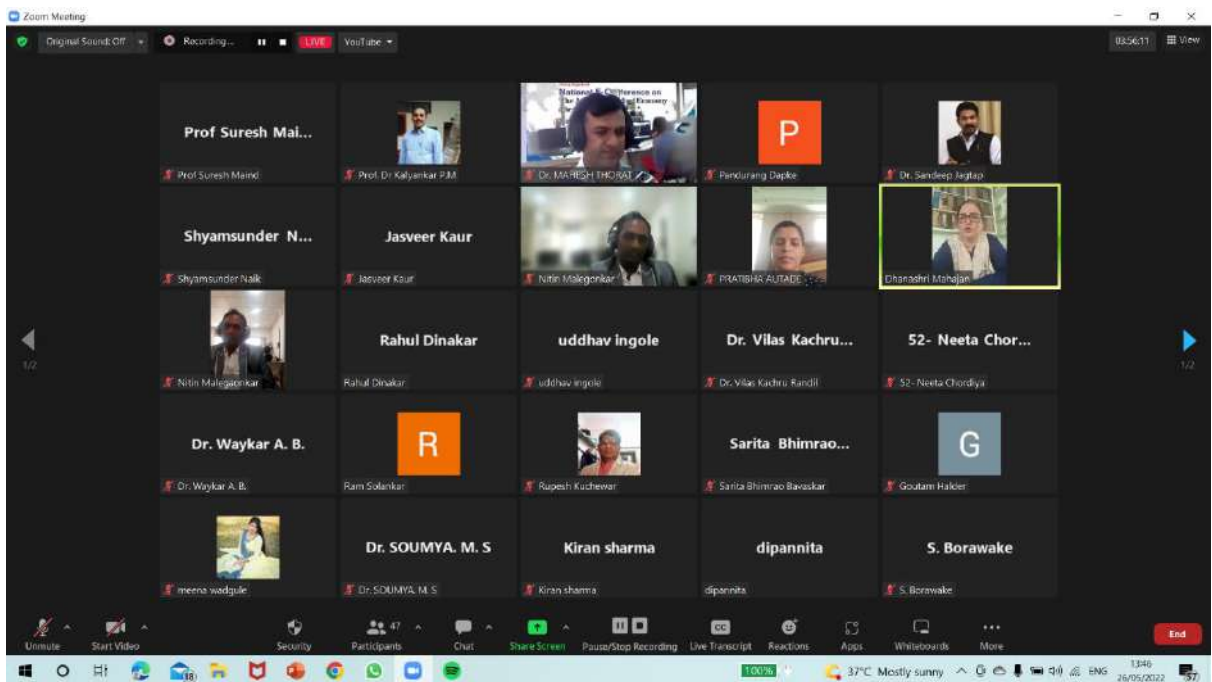 Zoom Meeting
Original Sound: Off
Recording...
LIVE
YouTube
03:56:11
View
Prof Suresh Mai...
P
National E-Conference on
Economy
Prof Suresh Maind
Prof. Dr Kalyankar P.M
Dr. MAHESH THORAT
Pandurang Dapke
Dr. Sandeep Jagtap
Shyamsunder N...
Jasveer Kaur
Shyamsunder Naik
Jasveer Kaur
Nitin Malegonkar
PRATIBHA AUTADE
Dhanashri Mahajan
Rahul Dinakar
uddhav ingole
Dr. Vilas Kachru...
52- Neeta Chor...
1/2
1/2
Nitin Malegaonkar
Rahul Dinakar
uddhav ingole
Dr. Vilas Kachru Randil
52- Neeta Chordiya
Dr. Waykar A. B.
R
Sarita Bhimrao...
G
Dr. Waykar A. B.
Ram Solankar
Rupesh Kuchewar
Sarita Bhimrao Bavaskar
Goutam Halder
Dr. SOUMYA. M. S
Kiran sharma
dipannita
S. Borawake
meena wadgule
Dr. SOUMYA. M. S
Kiran sharma
dipannita
S. Borawake
47
CC
Unmute
Start Video
Security
Participants
Chat
Share Screen
Pause/Stop Recording
Live Transcript
Reactions
Apps
Whiteboards
More
End
100%
37°C Mostly sunny
ENG
13:46
26/05/2022
57